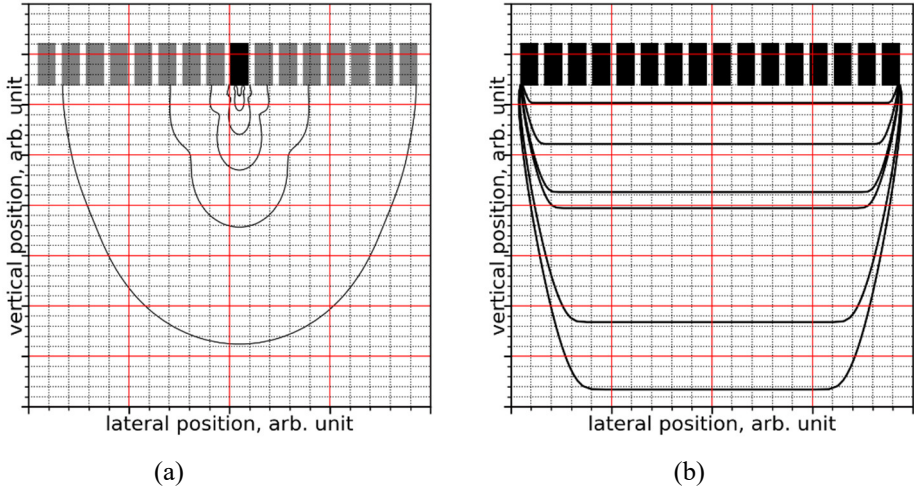 vertical position, arb. unit
lateral position, arb. unit
(a)
vertical position, arb. unit
lateral position, arb. unit
(b)